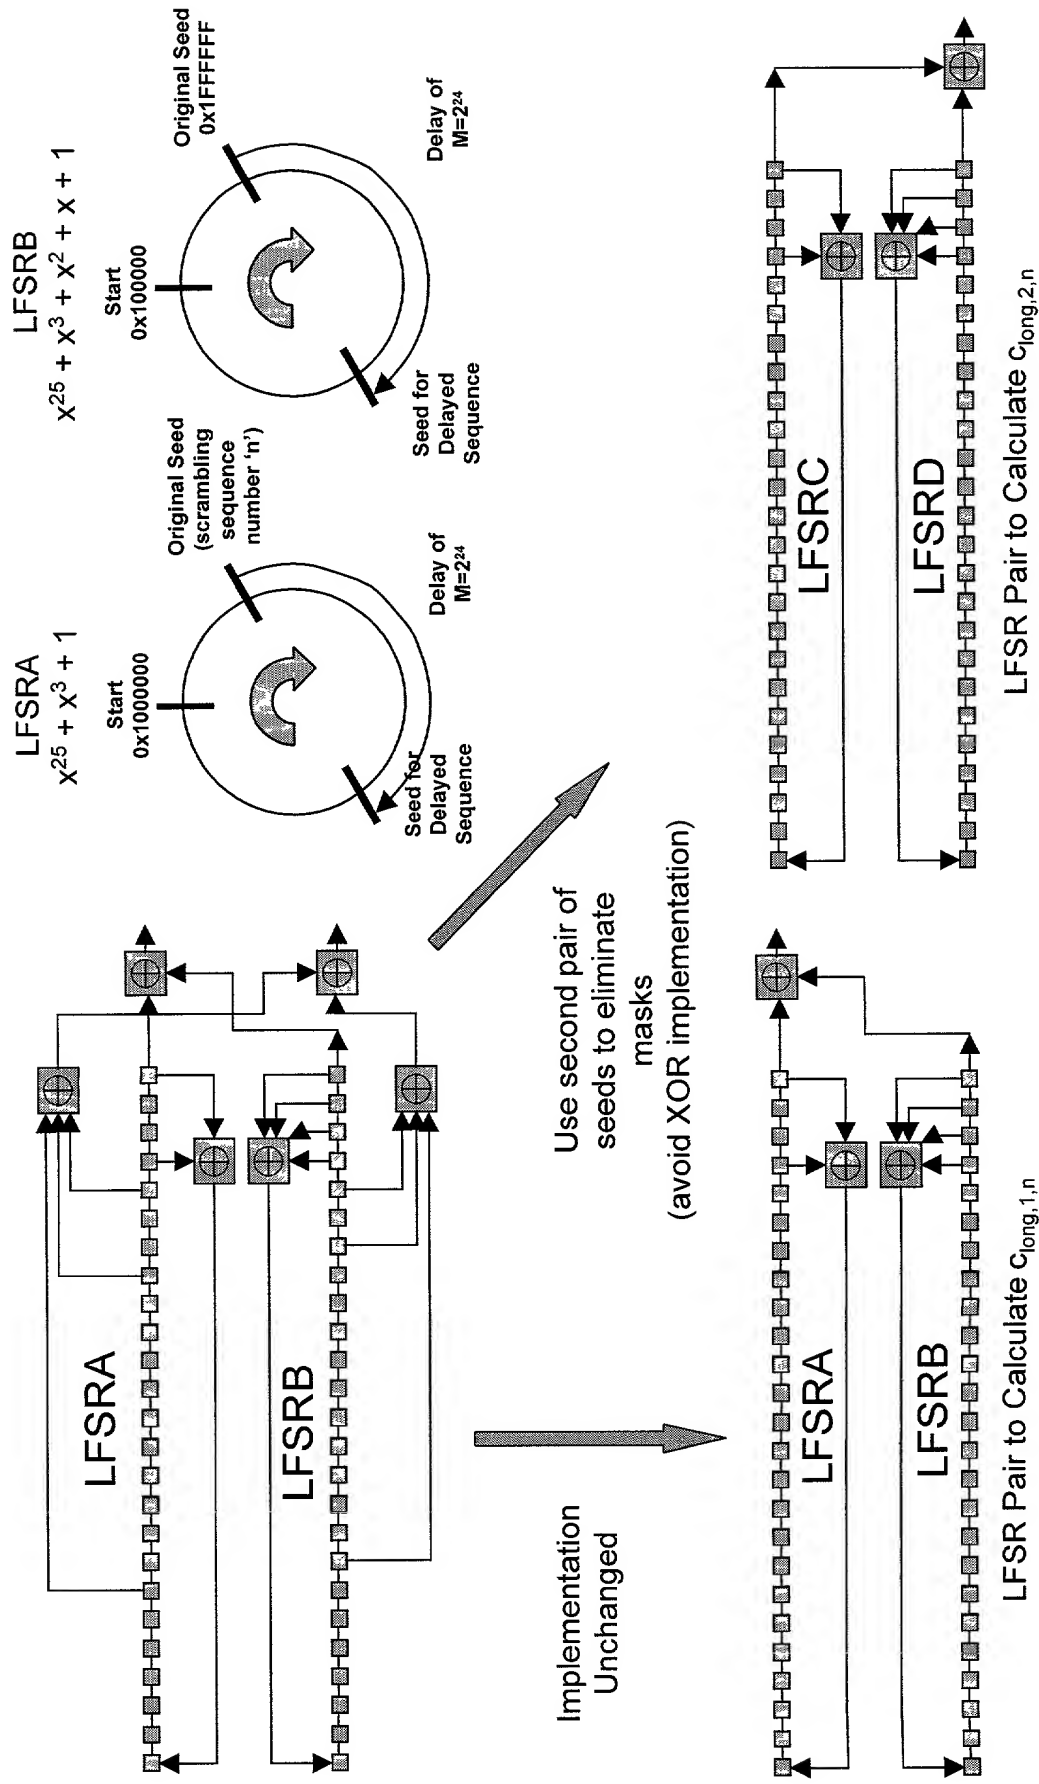 LFSRA
x²⁵ + x³ + 1
Start
0x1000000
Original Seed
(scrambling
sequence
number 'n')
Delay of
M=2²⁴
Seed for
Delayed
Sequence
LFSRB
x²⁵ + x³ + x² + x + 1
Start
0x100000
Original Seed
0x1FFFFFF
Delay of
M=2²⁴
Seed for
Delayed
Sequence
LFSRA
LFSRB
Implementation
Unchanged
Use second pair of
seeds to eliminate
masks
(avoid XOR implementation)
LFSRA
LFSRB
LFSR Pair to Calculate c_long,1,n
LFSRC
LFSRD
LFSR Pair to Calculate c_long,2,n